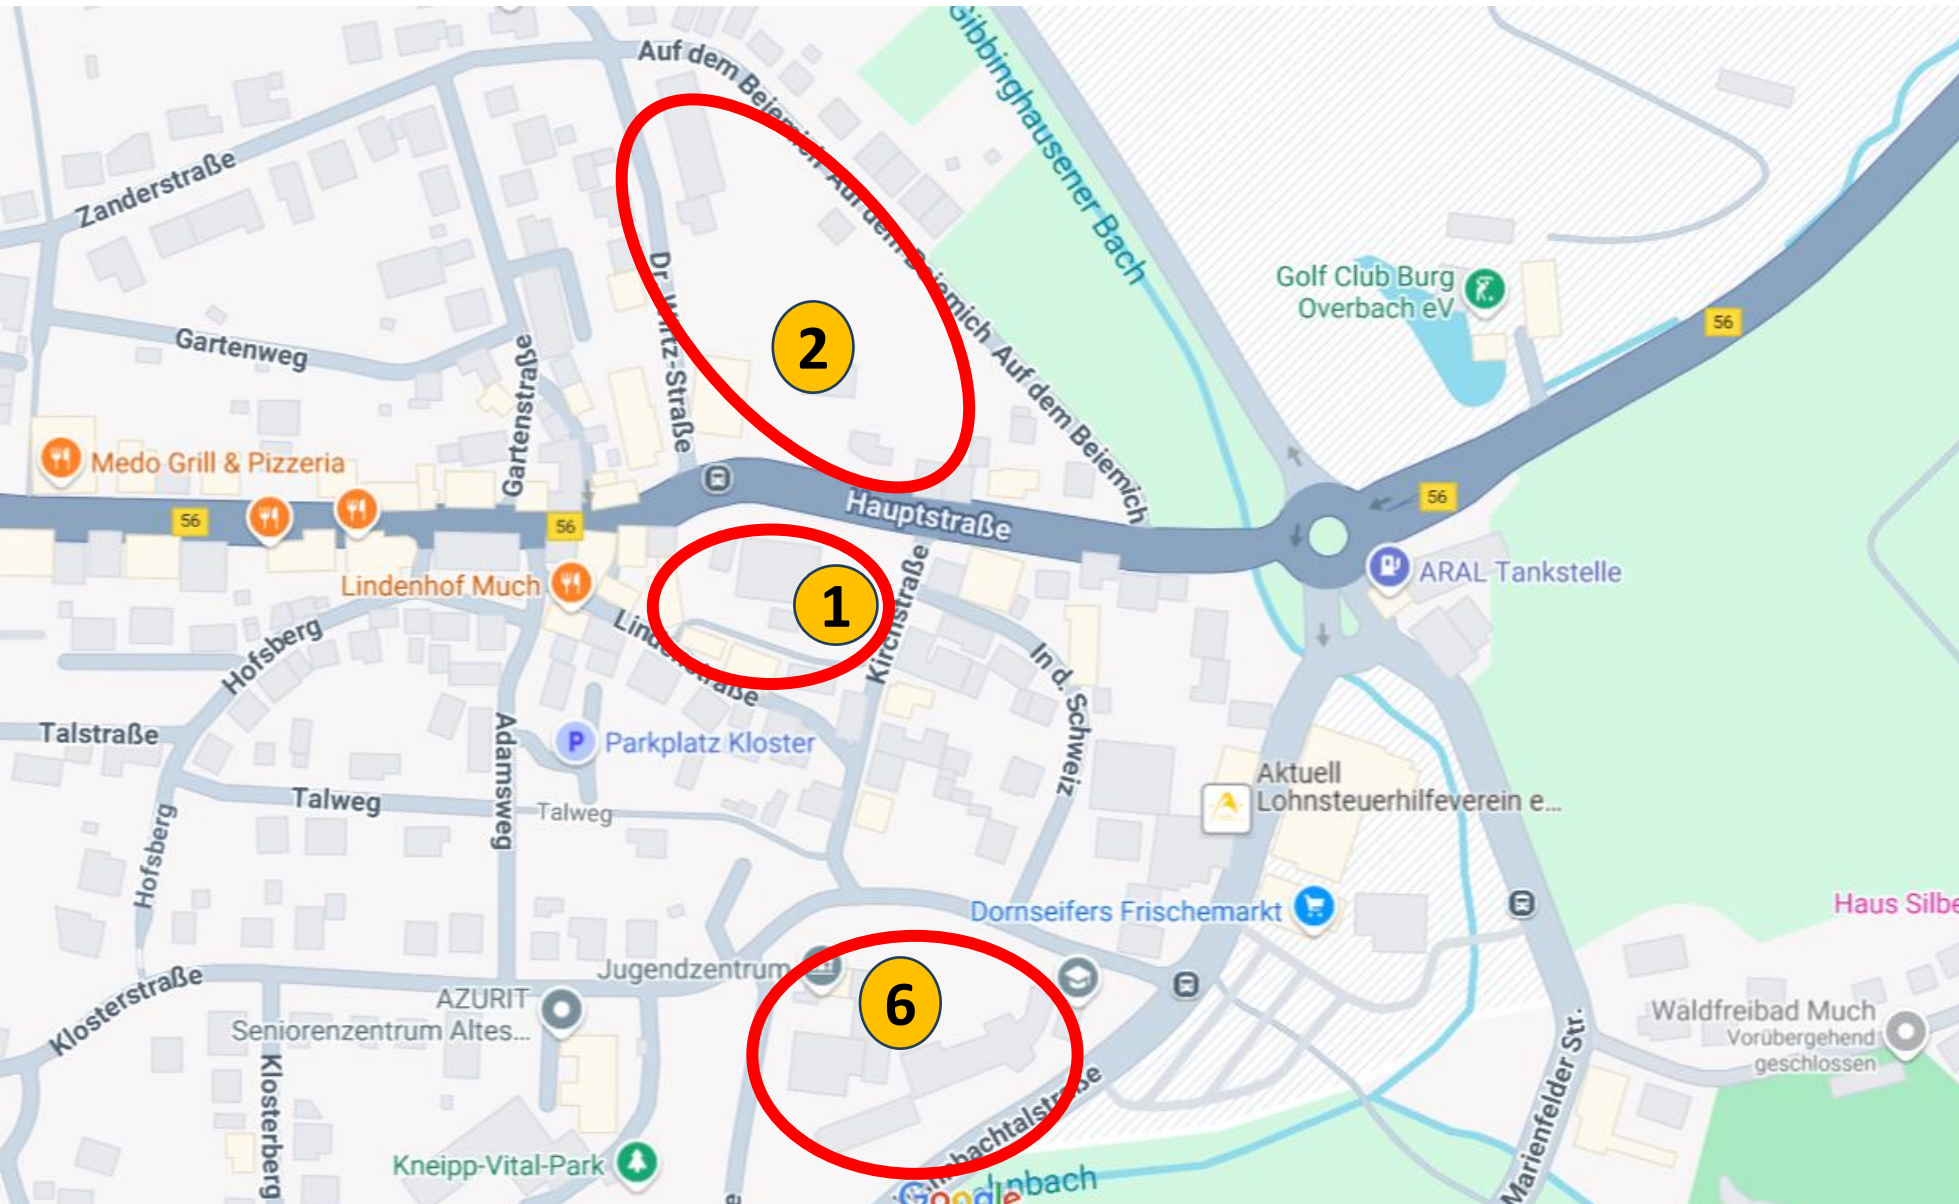 Gibbinghausener Bach
Auf dem Beiemich
Auf dem Beiemich
Auf dem Beiemich
Zanderstraße
Dr.-Wirtz-Straße
Golf Club Burg
Overbach eV
56
2
Gartenweg
Gartenstraße
Medo Grill & Pizzeria
56
56
56
Hauptstraße
ARAL Tankstelle
Lindenhof Much
1
Lindenstraße
Kirchstraße
Hofsberg
In d. Schweiz
Talstraße
Adamsweg
P
Parkplatz Kloster
Aktuell
Lohnsteuerhilfeverein e...
Talweg
Talweg
Hofsberg
Dornseifers Frischemarkt
Haus Silbe
Jugendzentrum
Klosterstraße
AZURIT
Seniorenzentrum Altes...
6
Waldfreibad Much
Vorübergehend
geschlossen
Marienfelder Str.
Klosterberg
Kneipp-Vital-Park
Google